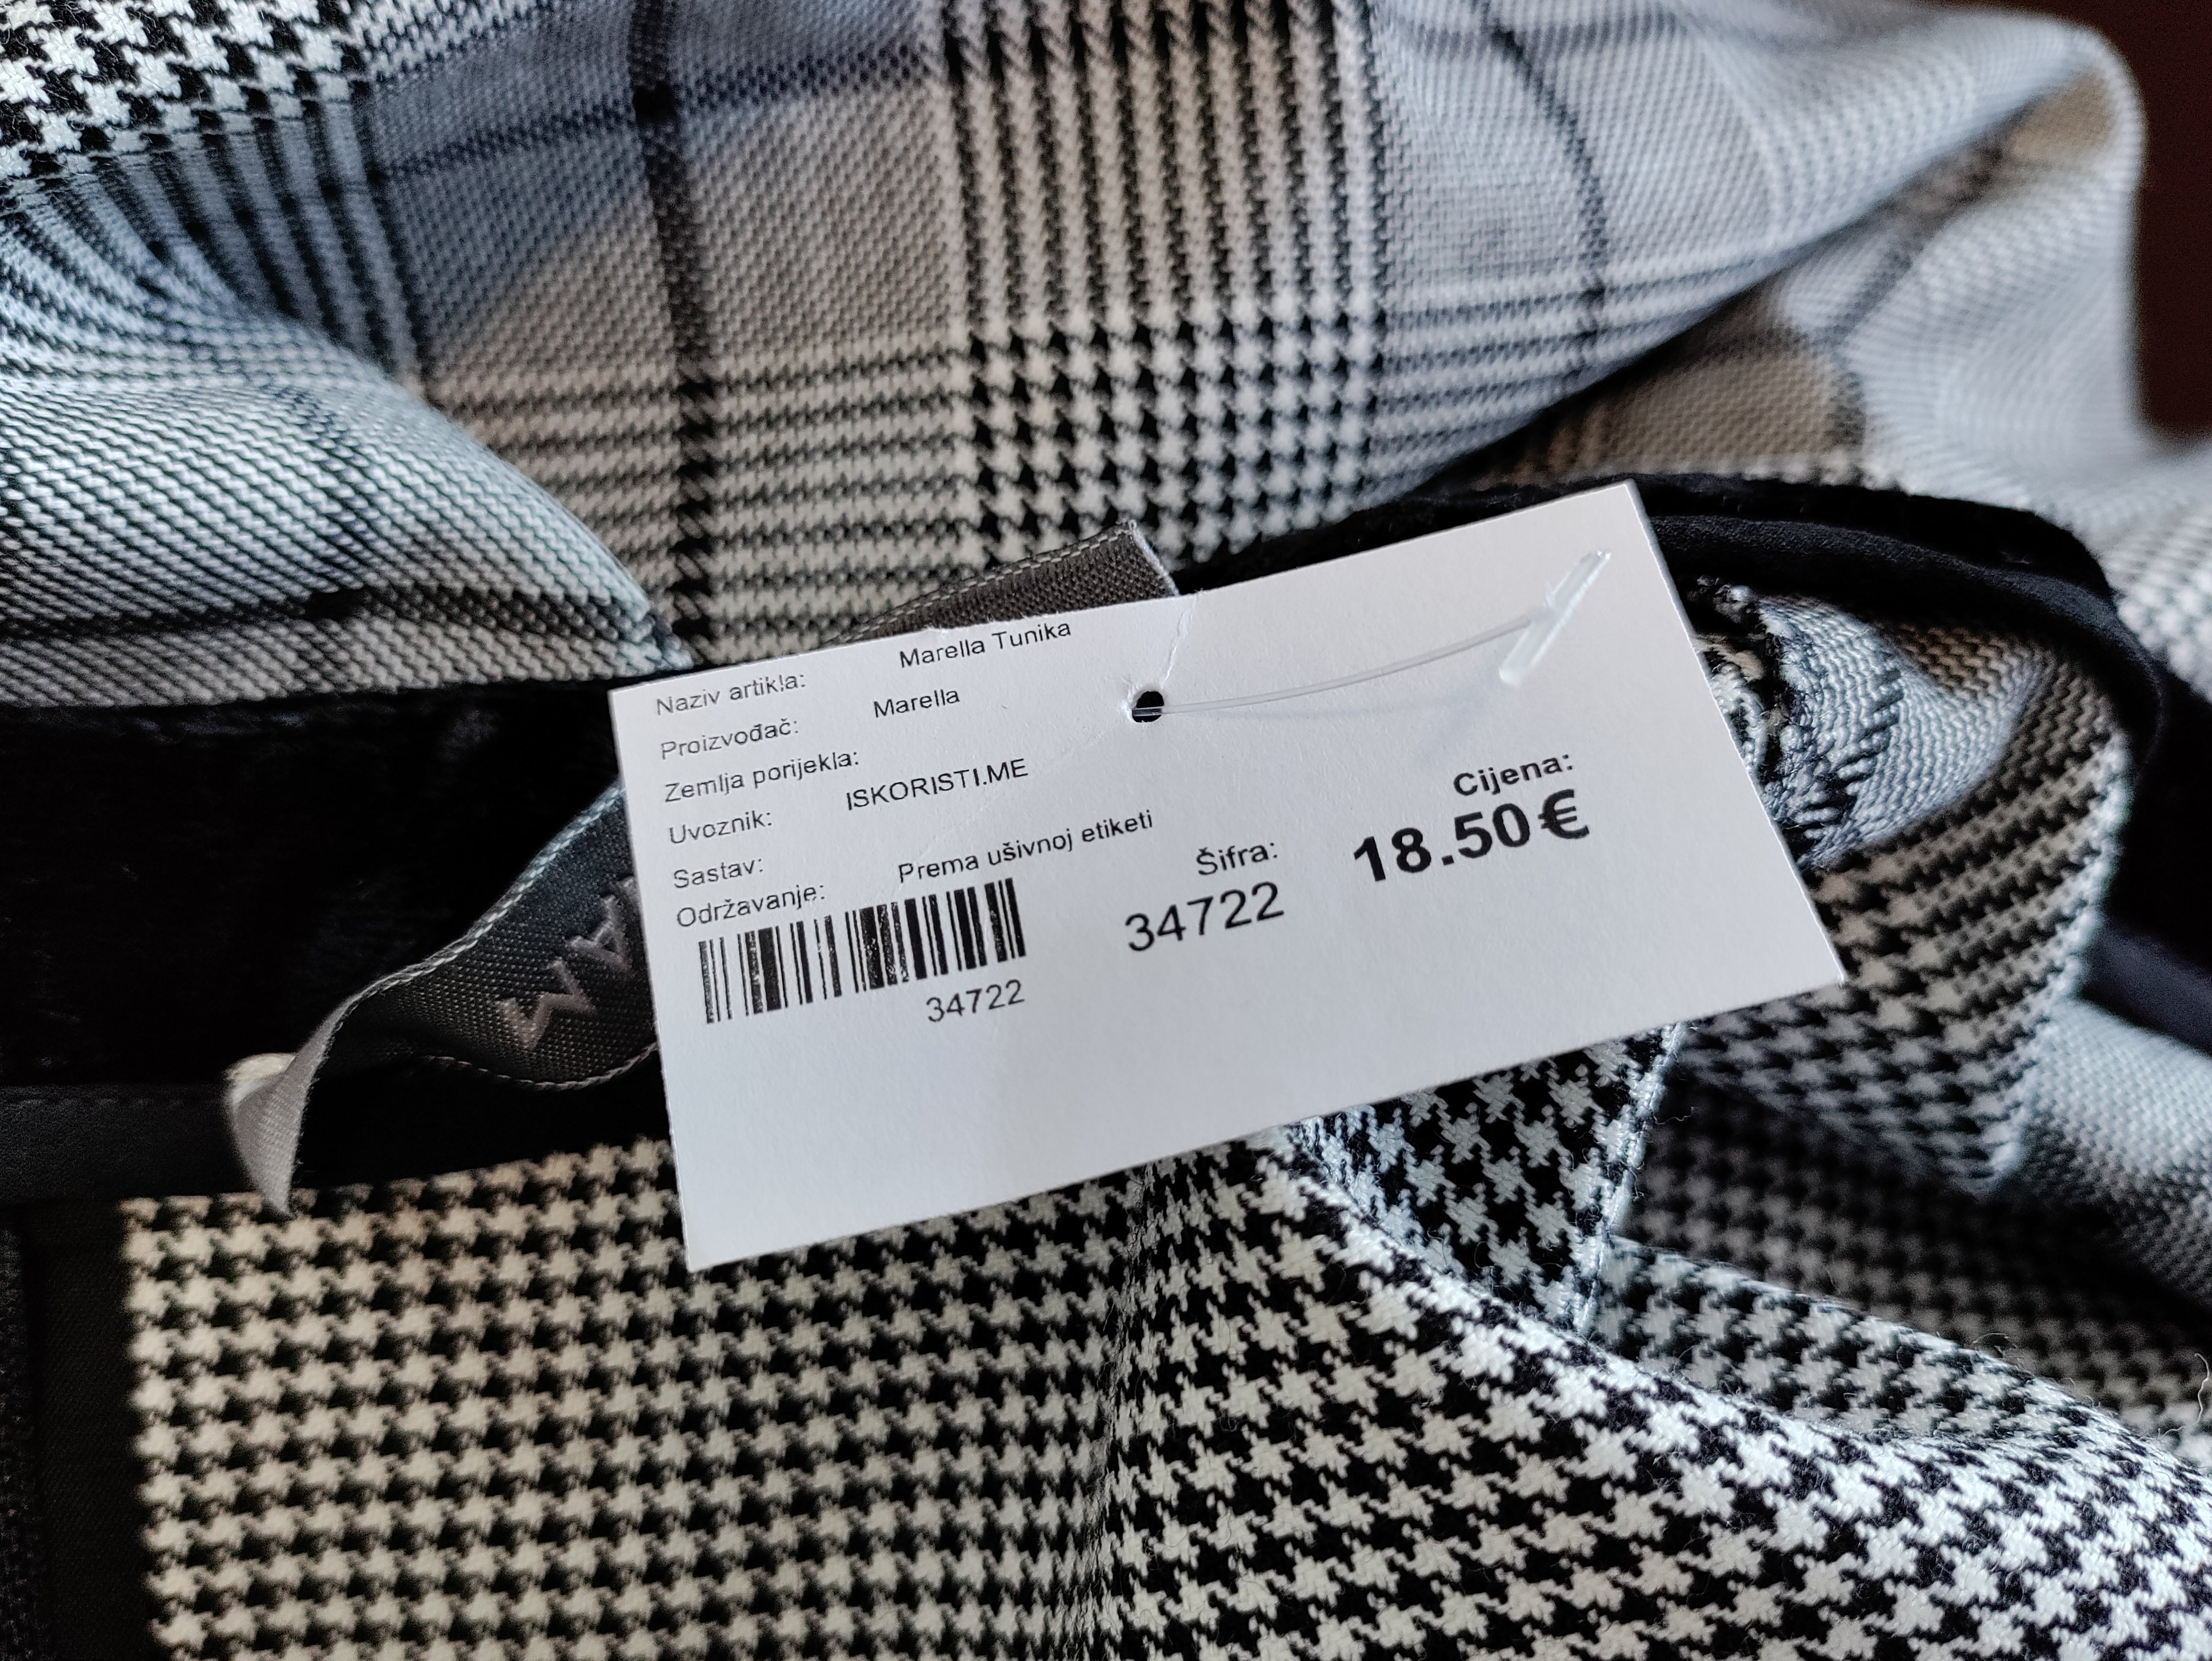 Naziv artikla: Marella Tunika
Proizvođač: Marella
Zemlja porijekla:
Uvoznik: ISKORISTI.ME
Sastav:
Održavanje: Prema ušivnoj etiketi
34722
Šifra:
34722
Cijena:
18.50€
MA